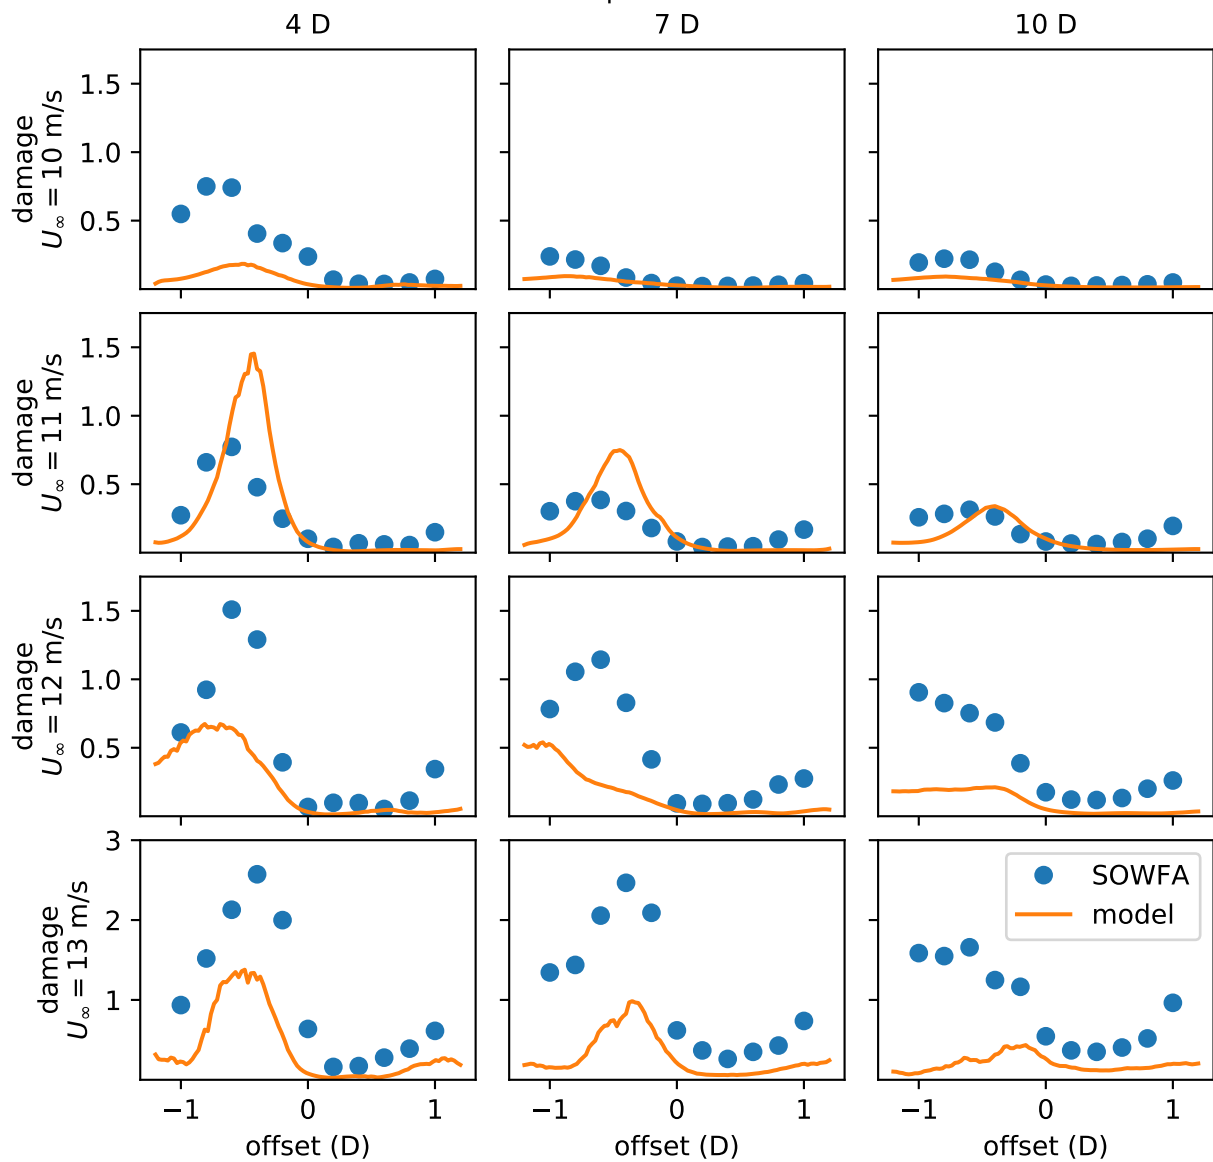 4 D 7 D 10 D
1.5
1.0
0.5
damage
U∞ = 10 m/s
1.5
1.0
0.5
damage
U∞ = 11 m/s
1.5
1.0
0.5
damage
U∞ = 12 m/s
3
2
1
damage
U∞ = 13 m/s
SOWFA
model
−1 0 1 −1 0 1 −1 0 1
offset (D) offset (D) offset (D)